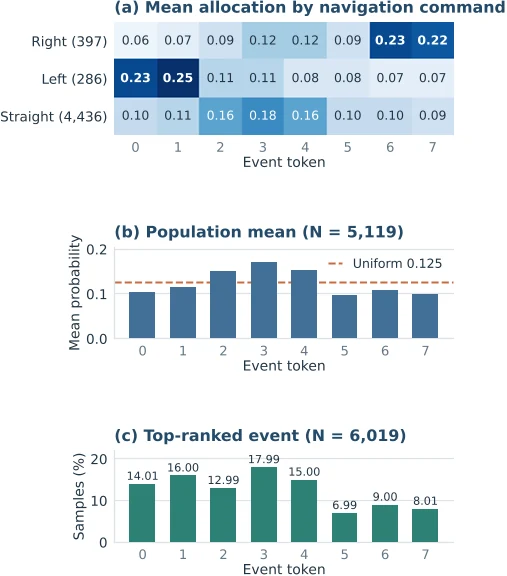 (a) Mean allocation by navigation command
Right (397) 0.06 0.07 0.09 0.12 0.12 0.09 0.23 0.22
Left (286) 0.23 0.25 0.11 0.11 0.08 0.08 0.07 0.07
Straight (4,436) 0.10 0.11 0.16 0.18 0.16 0.10 0.10 0.09
0 1 2 3 4 5 6 7
Event token
(b) Population mean (N = 5,119)
Mean probability
0.2
0.1
0.0
Uniform 0.125
0 1 2 3 4 5 6 7
Event token
(c) Top-ranked event (N = 6,019)
Samples (%)
20
10
0
14.01 16.00 12.99 17.99 15.00 6.99 9.00 8.01
0 1 2 3 4 5 6 7
Event token